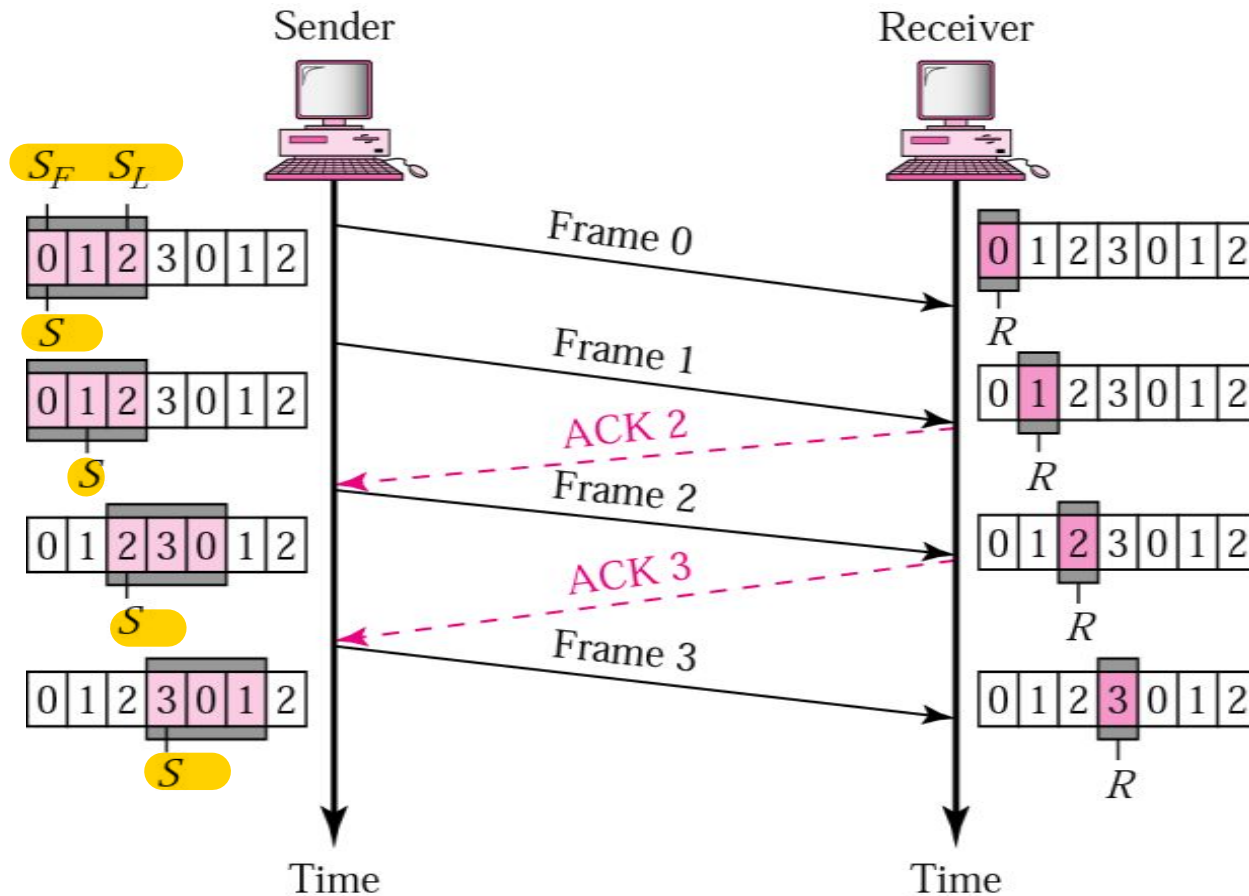 Sender
Receiver
S_F S_L
Frame 0
0 1 2 3 0 1 2
0 1 2 3 0 1 2
S
R
Frame 1
0 1 2 3 0 1 2
0 1 2 3 0 1 2
ACK 2
S
R
Frame 2
0 1 2 3 0 1 2
0 1 2 3 0 1 2
ACK 3
S
R
Frame 3
0 1 2 3 0 1 2
0 1 2 3 0 1 2
S
R
Time
Time